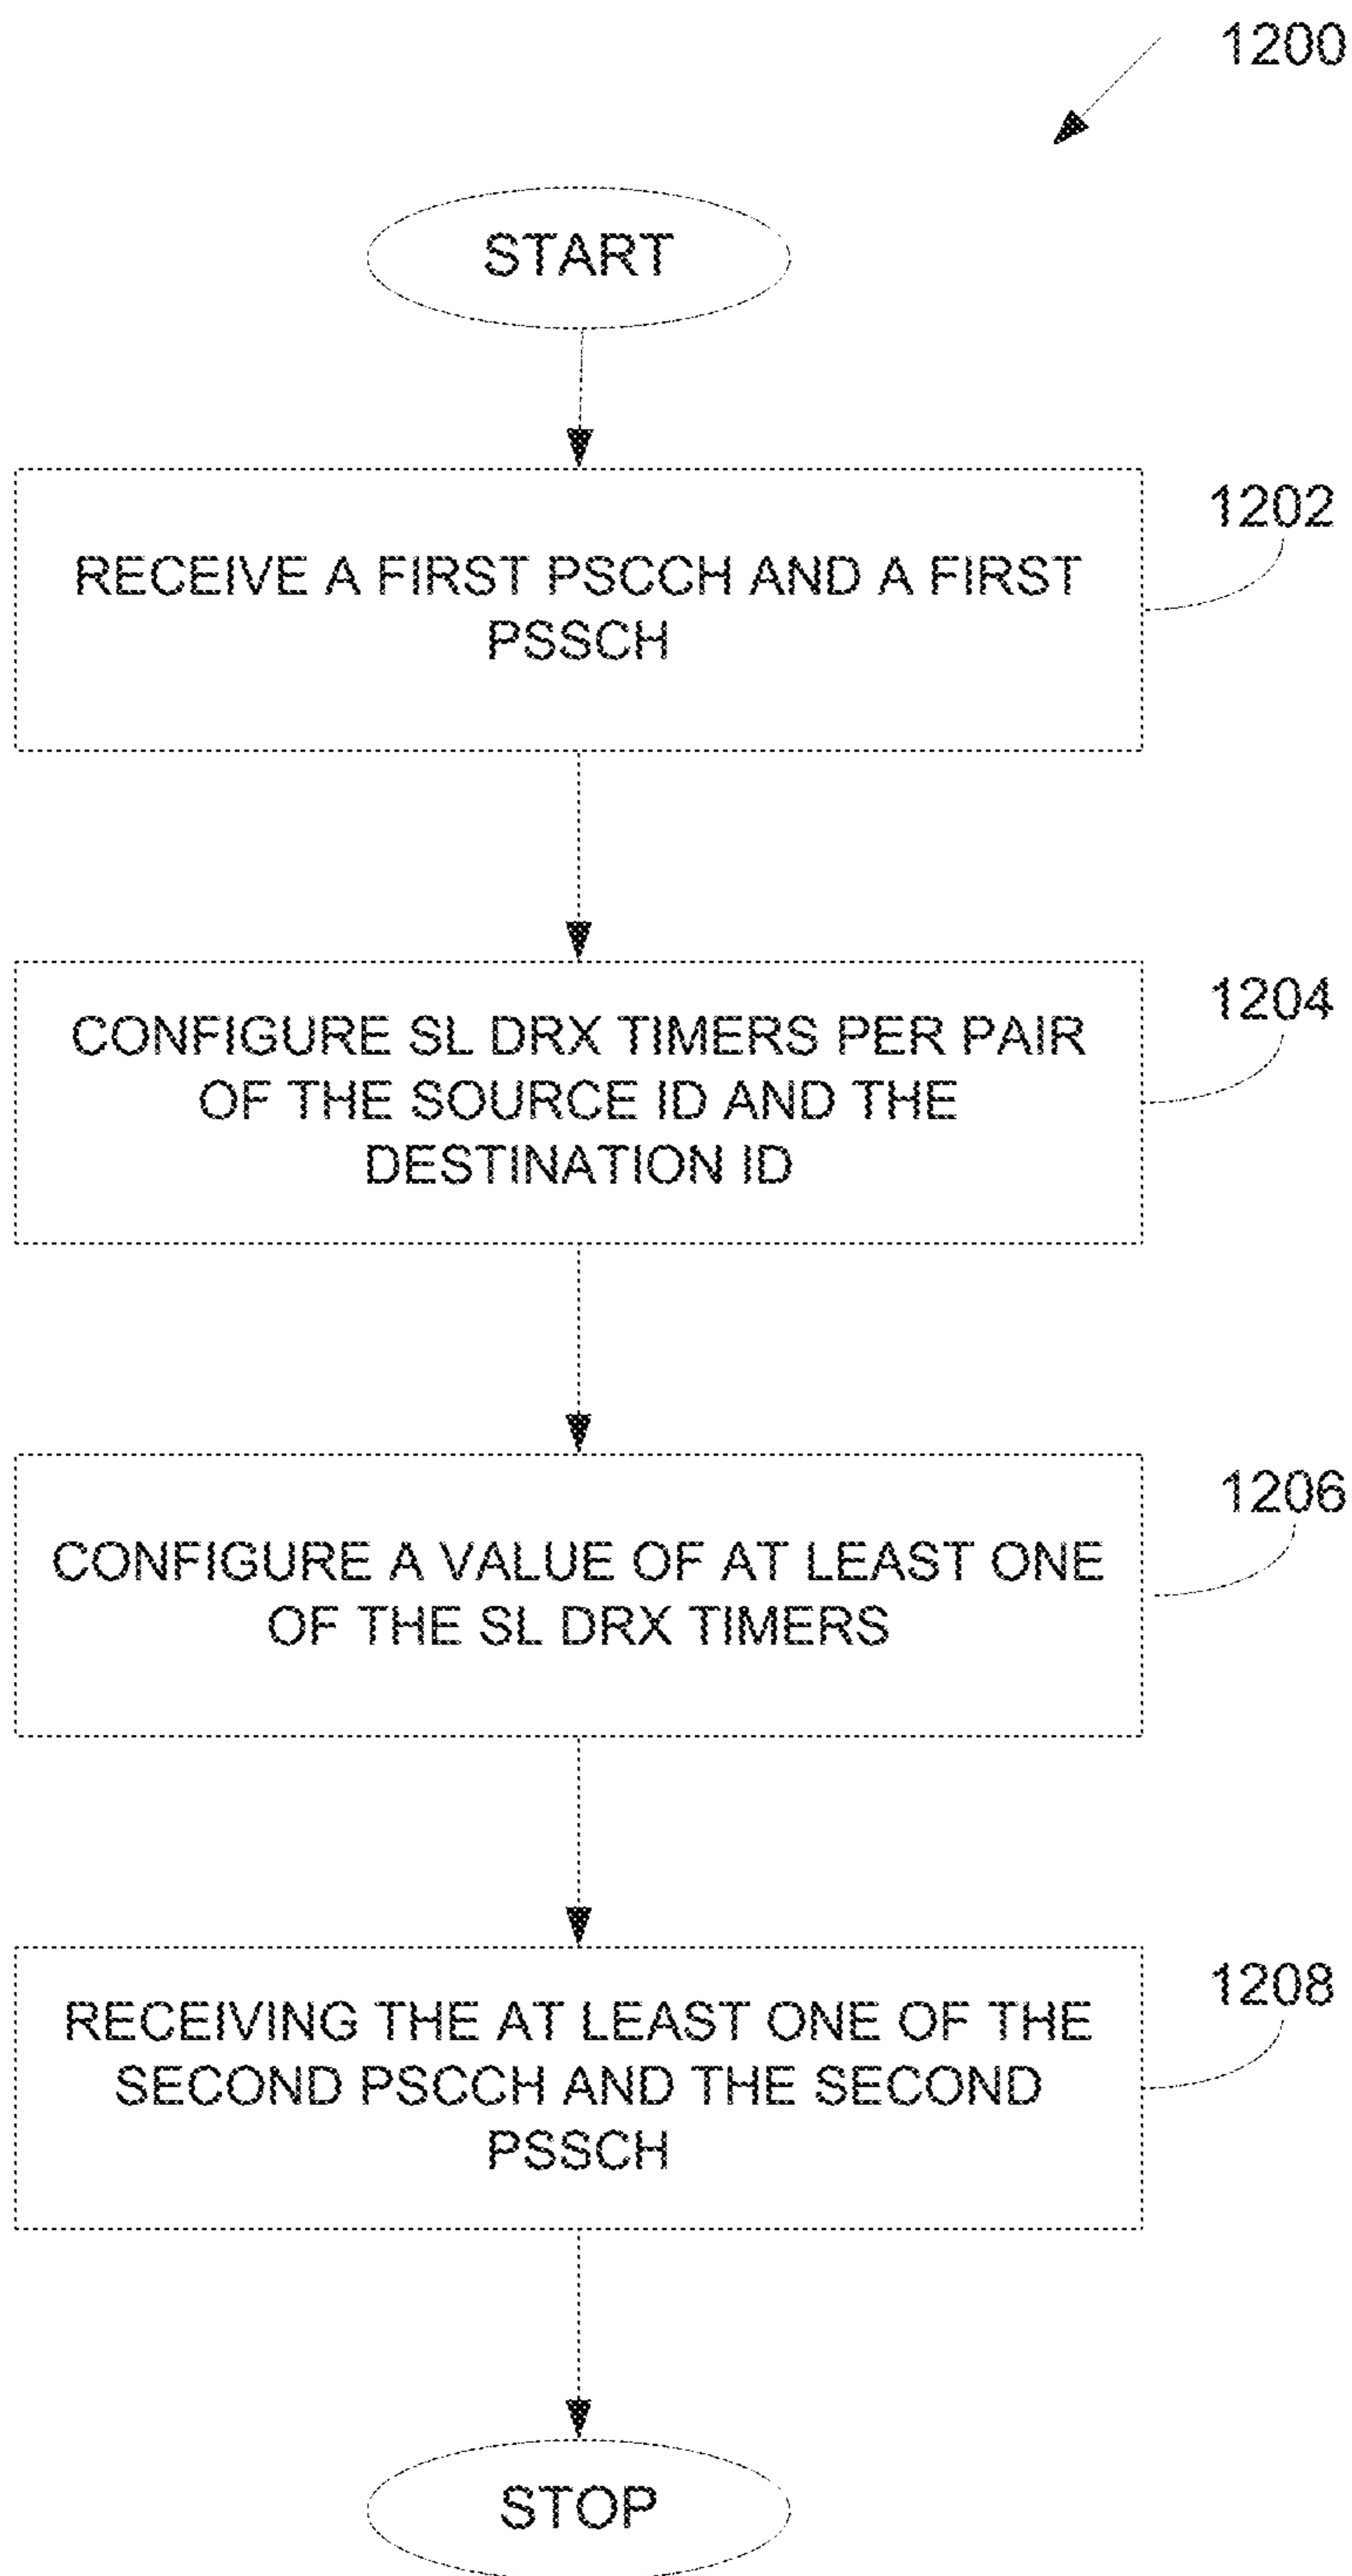 1200
START
1202
RECEIVE A FIRST PSCCH AND A FIRST
PSSCH
1204
CONFIGURE SL DRX TIMERS PER PAIR
OF THE SOURCE ID AND THE
DESTINATION ID
1206
CONFIGURE A VALUE OF AT LEAST ONE
OF THE SL DRX TIMERS
1208
RECEIVING THE AT LEAST ONE OF THE
SECOND PSCCH AND THE SECOND
PSSCH
STOP